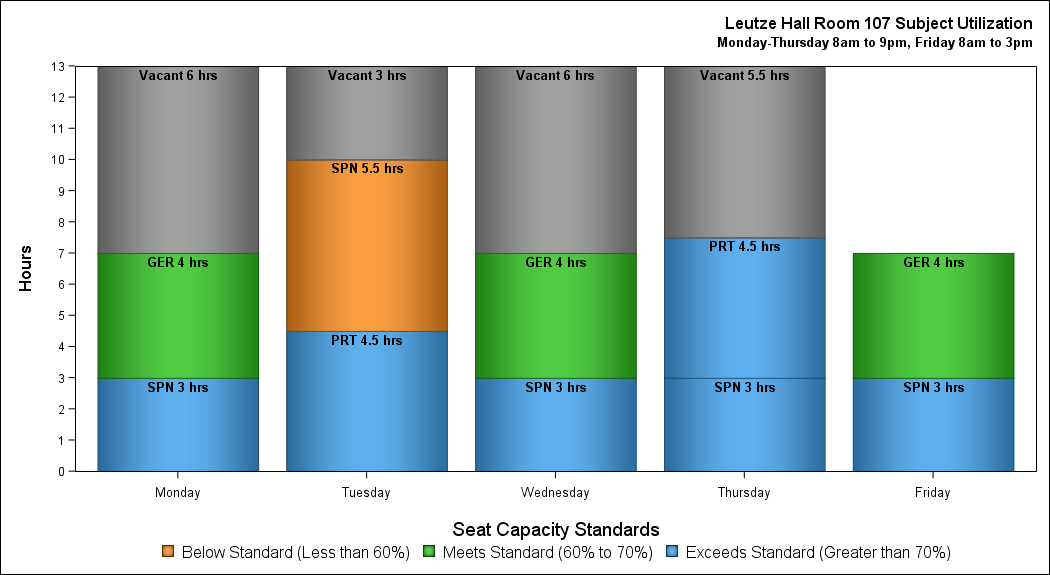 Leutze Hall Room 107 Subject Utilization
Monday-Thursday 8am to 9pm, Friday 8am to 3pm
13
12
11
10
9
8
7
6
5
4
3
2
1
0
Hours
Vacant 6 hrs
GER 4 hrs
SPN 3 hrs
Vacant 3 hrs
SPN 5.5 hrs
PRT 4.5 hrs
Vacant 6 hrs
GER 4 hrs
SPN 3 hrs
Vacant 5.5 hrs
PRT 4.5 hrs
SPN 3 hrs
GER 4 hrs
SPN 3 hrs
Monday Tuesday Wednesday Thursday Friday
Seat Capacity Standards
Below Standard (Less than 60%) Meets Standard (60% to 70%) Exceeds Standard (Greater than 70%)